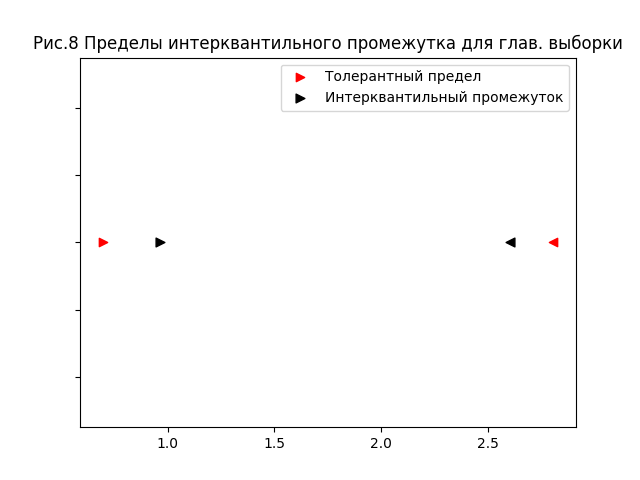 Рис.8 Пределы интерквантильного промежутка для глав. выборки
Толерантный предел
Интерквантильный промежуток
1.0 1.5 2.0 2.5